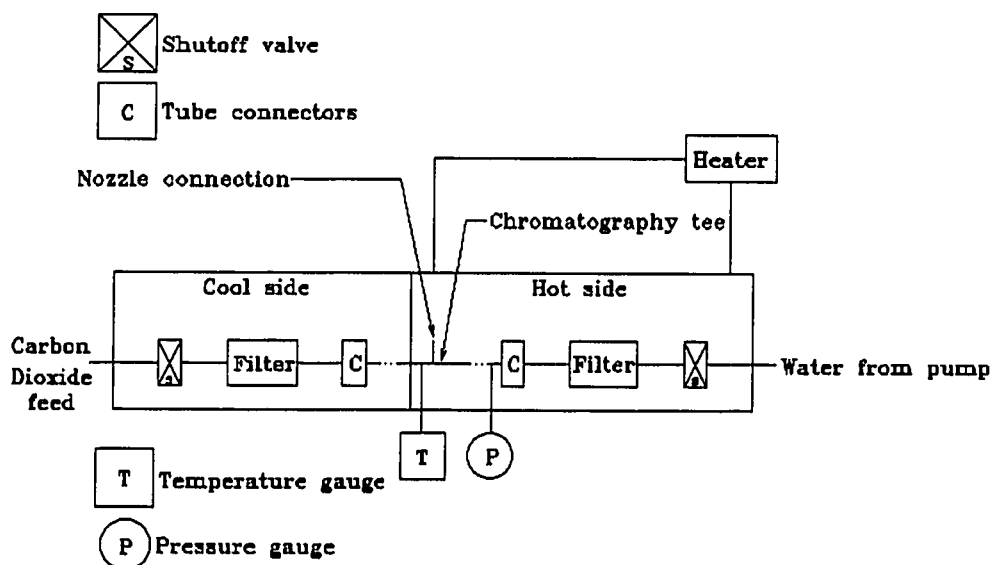 S
Shutoff valve
C
Tube connectors
Heater
Nozzle connection
Chromatography tee
Cool side
Hot side
Carbon
Dioxide
feed
s
Filter
C
C
Filter
s
Water from pump
T
P
T
Temperature gauge
P
Pressure gauge